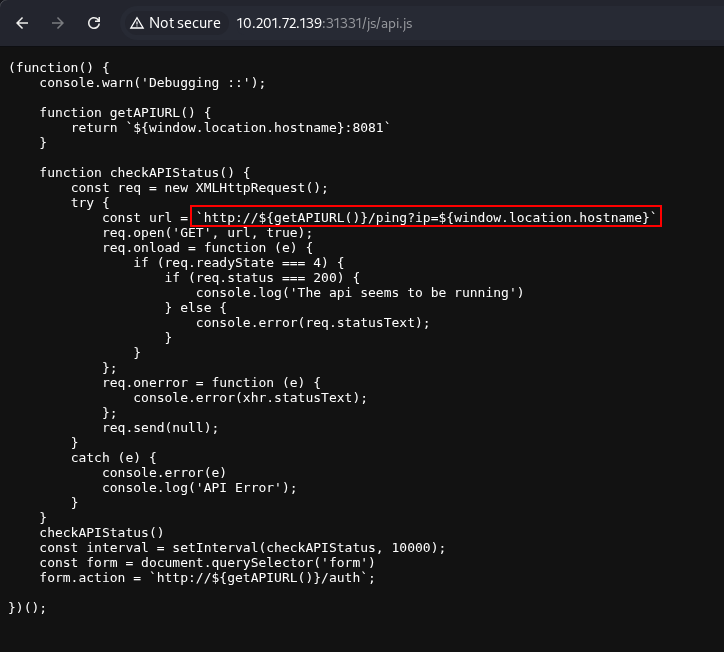 Not secure 10.201.72.139:31331/js/api.js
(function() {
    console.warn('Debugging ::');

    function getAPIURL() {
        return `${window.location.hostname}:8081`
    }

    function checkAPIStatus() {
        const req = new XMLHttpRequest();
        try {
            const url = `http://${getAPIURL()}/ping?ip=${window.location.hostname}`
            req.open('GET', url, true);
            req.onload = function (e) {
                if (req.readyState === 4) {
                    if (req.status === 200) {
                        console.log('The api seems to be running')
                    } else {
                        console.error(req.statusText);
                    }
                }
            };
            req.onerror = function (e) {
                console.error(xhr.statusText);
            };
            req.send(null);
        }
        catch (e) {
            console.error(e)
            console.log('API Error');
        }
    }
    checkAPIStatus()
    const interval = setInterval(checkAPIStatus, 10000);
    const form = document.querySelector('form')
    form.action = `http://${getAPIURL()}/auth`;

})();